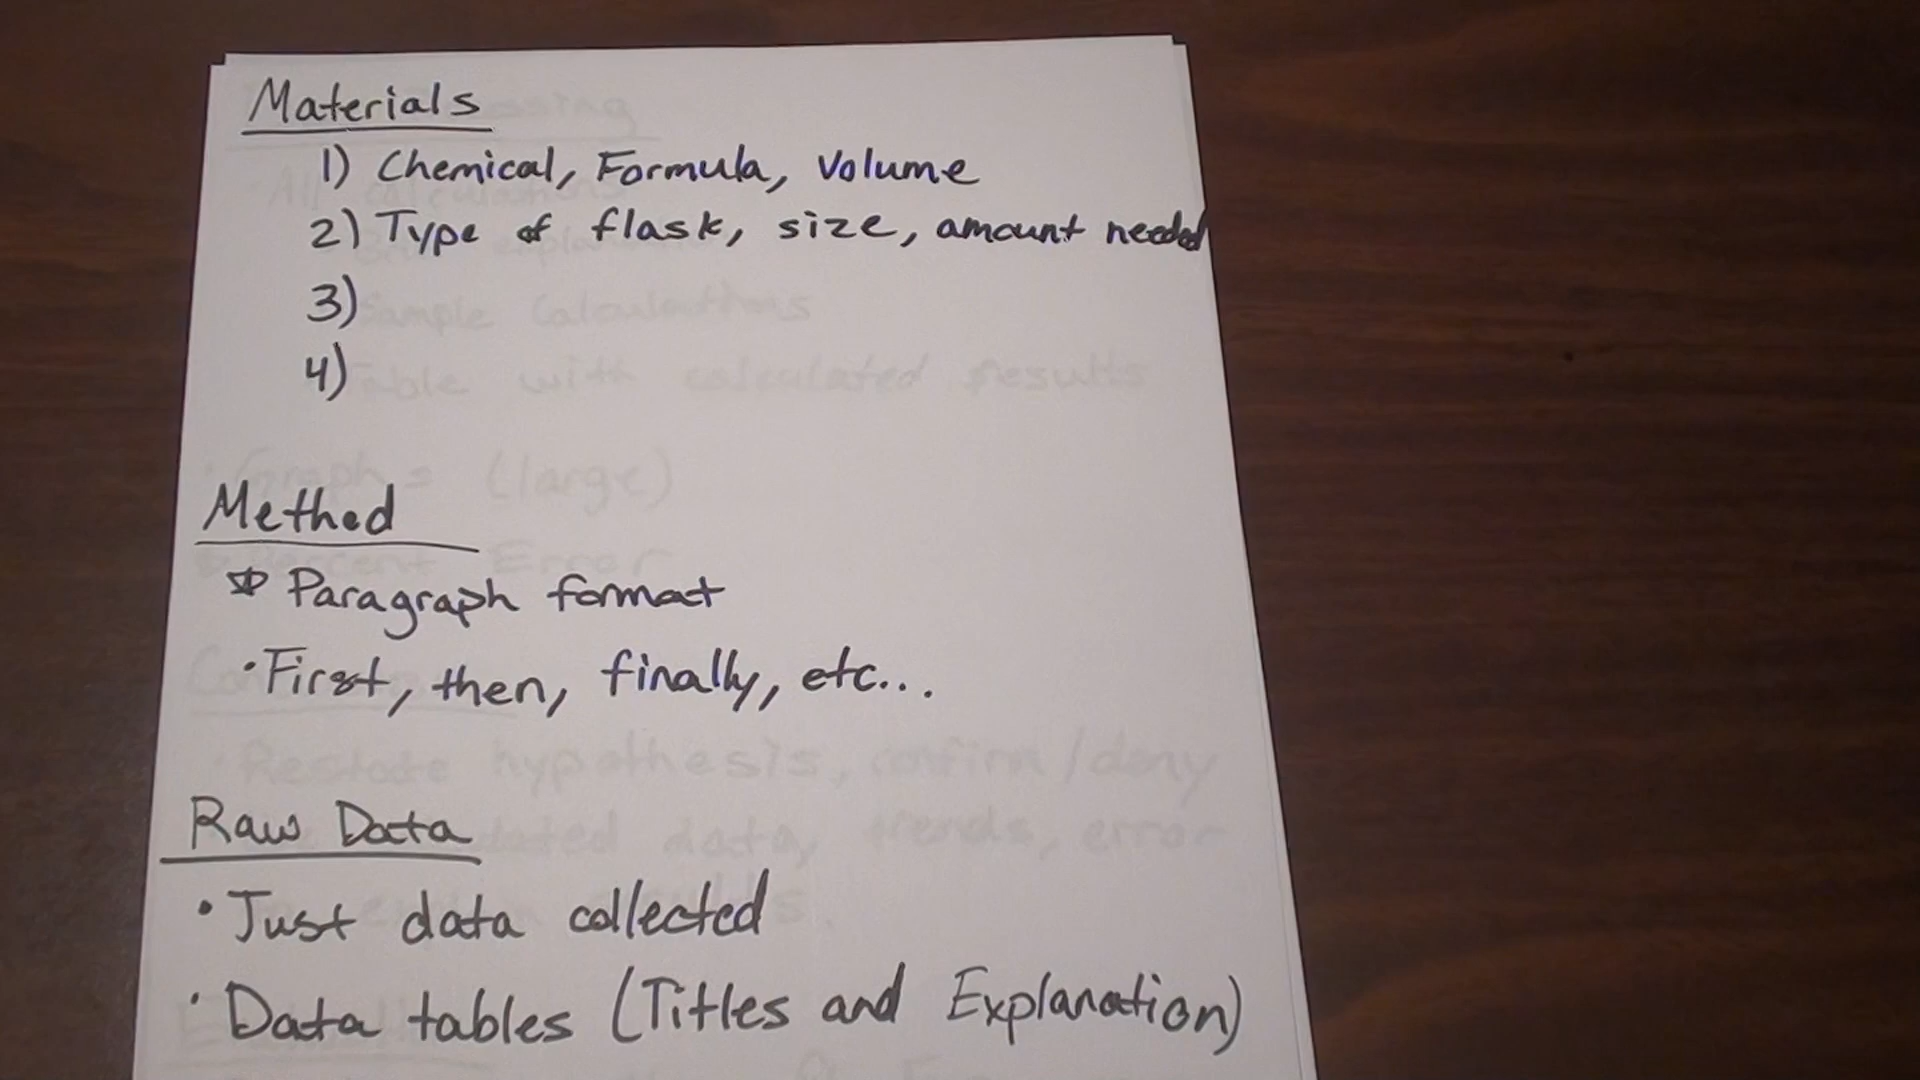 Materials
1) Chemical, Formula, Volume
2) Type of flask, size, amount needed
3)
4)
Method
Paragraph format
• First, then, finally, etc...
Raw Data
• Just data collected
• Data tables (Titles and Explanation)